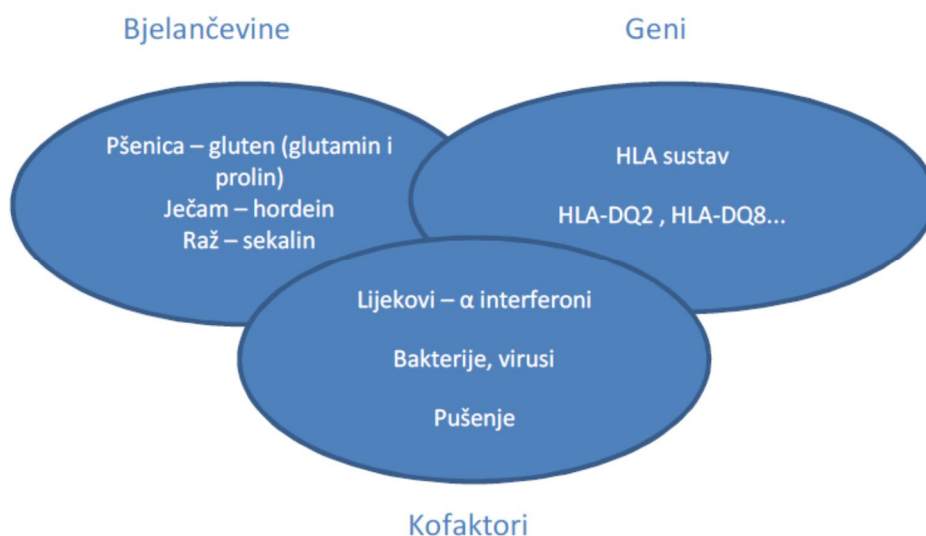 Bjelančevine
Geni
Pšenica – gluten (glutamin i
prolin)
Ječam – hordein
Raž – sekalin
HLA sustav
HLA-DQ2 , HLA-DQ8...
Lijekovi – α interferoni
Bakterije, virusi
Pušenje
Kofaktori